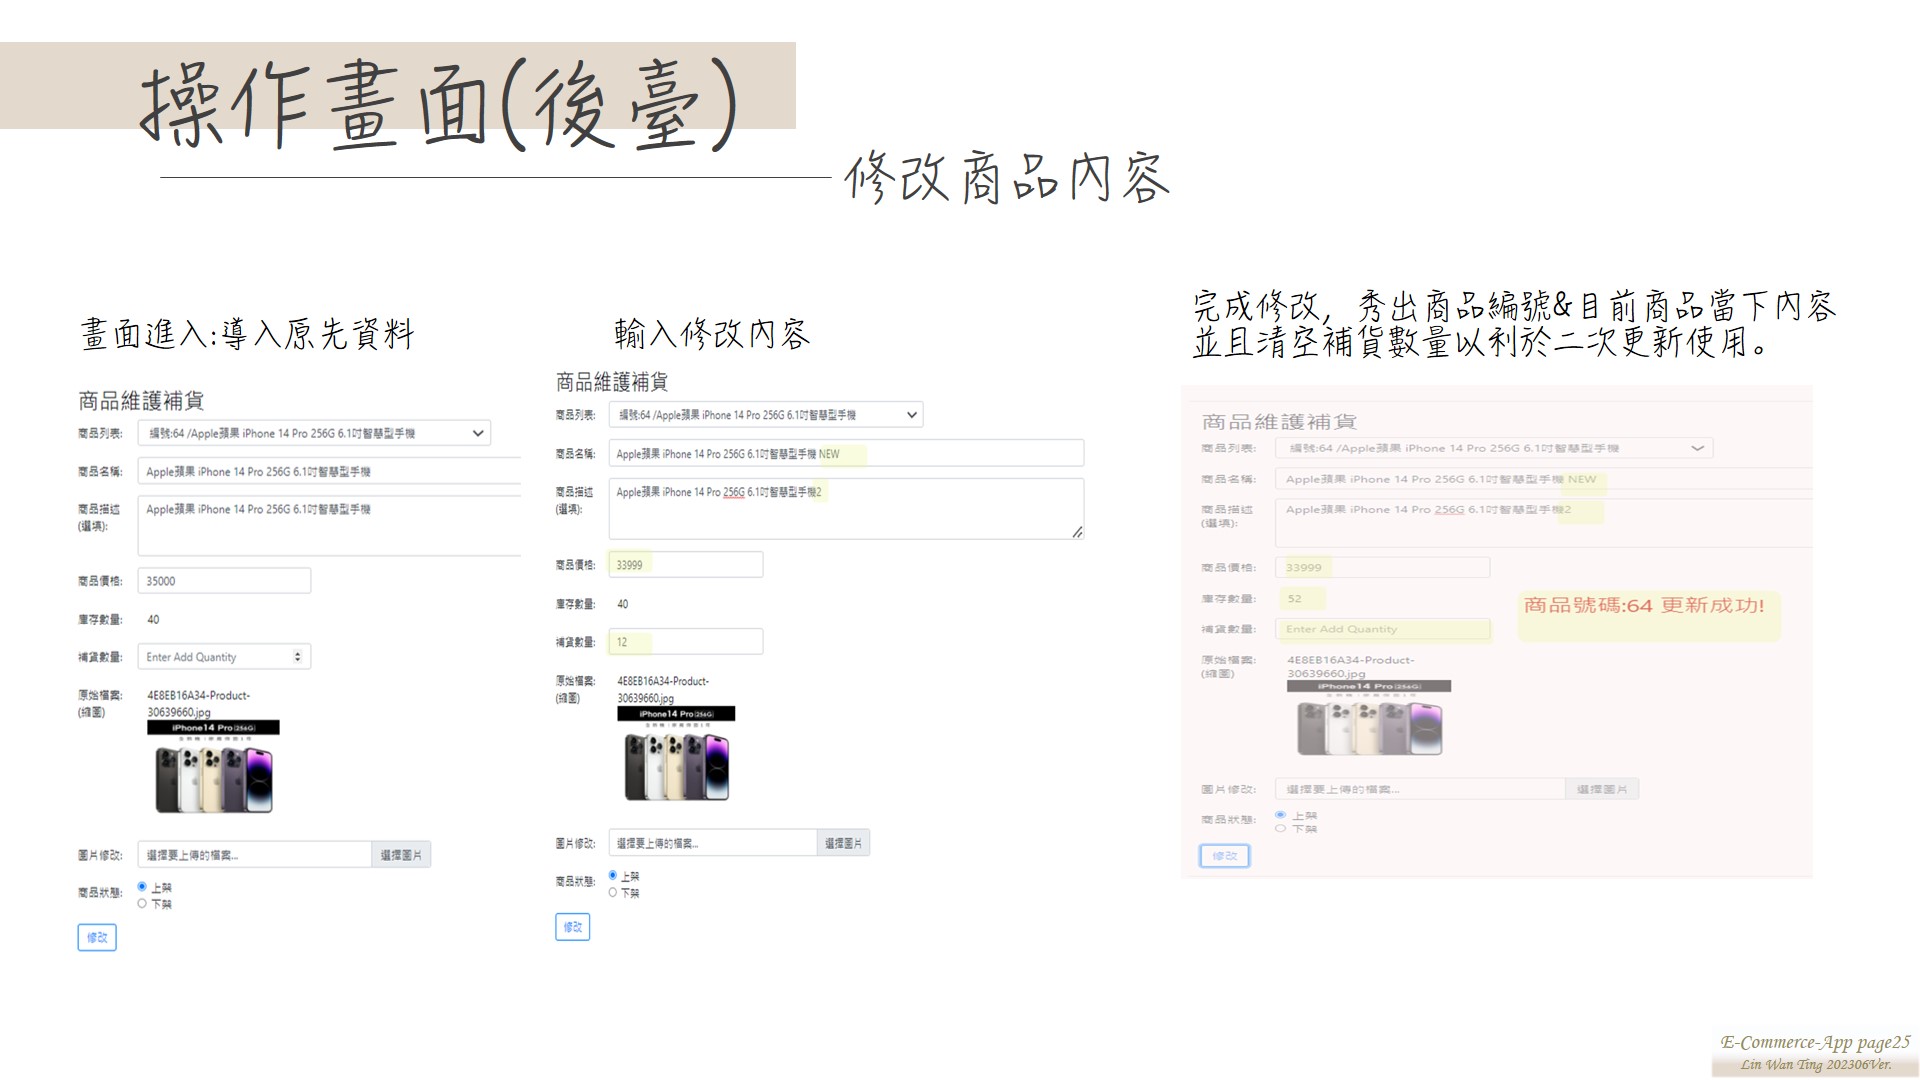 操作畫面(後臺)
修改商品內容
畫面進入:導入原先資料
商品維護補貨
商品列表:
編號:64 /Apple蘋果 iPhone 14 Pro 256G 6.1吋智慧型手機
商品名稱:
Apple蘋果 iPhone 14 Pro 256G 6.1吋智慧型手機
商品描述
(選填):
Apple蘋果 iPhone 14 Pro 256G 6.1吋智慧型手機
商品價格:
35000
庫存數量:
40
補貨數量:
Enter Add Quantity
原始檔案:
(縮圖)
4E8EB16A34-Product-
30639660.jpg
iPhone14 Pro(256G)
圖片修改:
選擇要上傳的檔案...
選擇圖片
商品狀態:
上架
下架
修改
輸入修改內容
商品維護補貨
商品列表:
編號:64 /Apple蘋果 iPhone 14 Pro 256G 6.1吋智慧型手機
商品名稱:
Apple蘋果 iPhone 14 Pro 256G 6.1吋智慧型手機 NEW
商品描述
(選填):
Apple蘋果 iPhone 14 Pro 256G 6.1吋智慧型手機2
商品價格:
33999
庫存數量:
40
補貨數量:
12
原始檔案:
(縮圖)
4E8EB16A34-Product-
30639660.jpg
iPhone14 Pro(256G)
圖片修改:
選擇要上傳的檔案...
選擇圖片
商品狀態:
上架
下架
修改
完成修改, 秀出商品編號&目前商品當下內容
並且清空補貨數量以利於二次更新使用。
商品維護補貨
商品列表:
編號:64 /Apple蘋果 iPhone 14 Pro 256G 6.1吋智慧型手機
商品名稱:
Apple蘋果 iPhone 14 Pro 256G 6.1吋智慧型手機 NEW
商品描述
(選填):
Apple蘋果 iPhone 14 Pro 256G 6.1吋智慧型手機2
商品價格:
33999
庫存數量:
52
商品號碼:64 更新成功!
補貨數量:
Enter Add Quantity
原始檔案:
(縮圖)
4E8EB16A34-Product-
30639660.jpg
iPhone14 Pro(256G)
圖片修改:
選擇要上傳的檔案...
選擇圖片
商品狀態:
上架
下架
修改
E-Commerce-App page25
Lin Wan Ting 202306Ver.